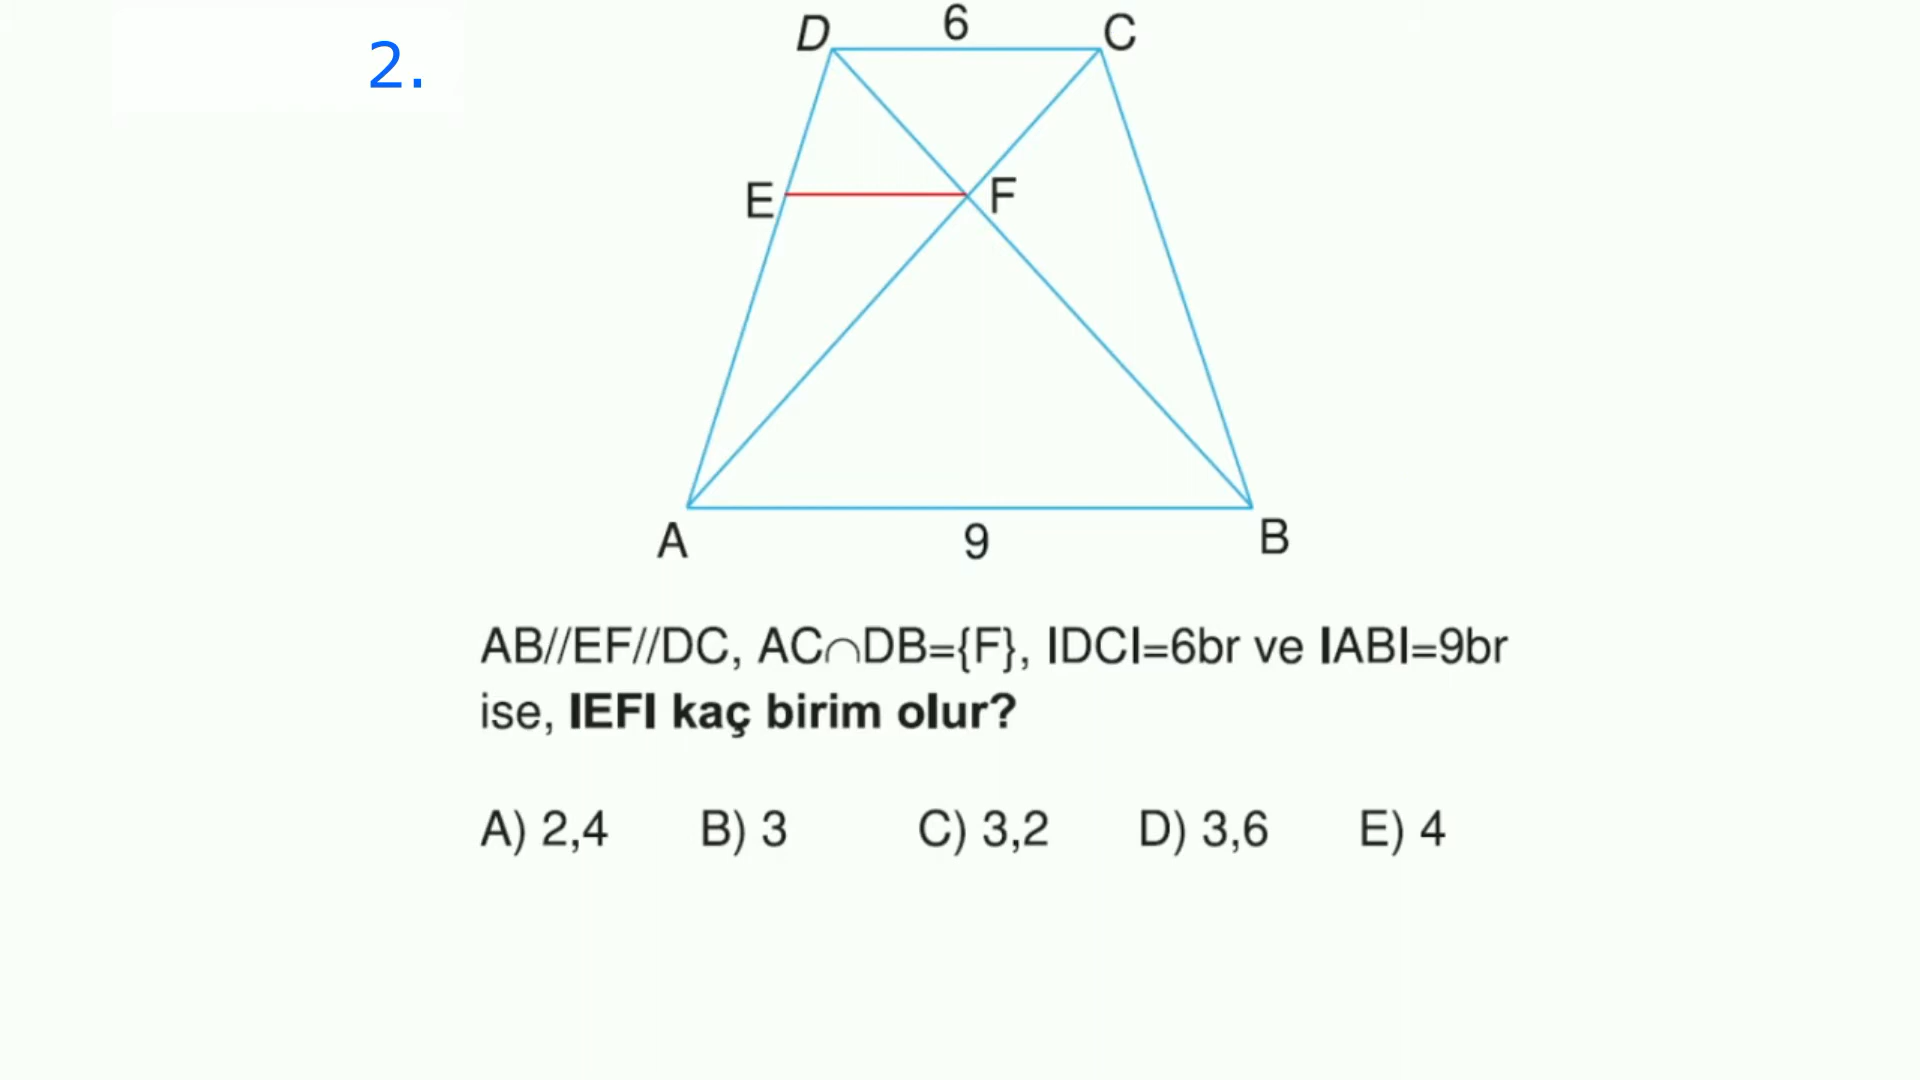 2.
D 6 C
E F
A 9 B
AB//EF//DC, AC∩DB={F}, IDCI=6br ve IABI=9br
ise, IEFI kaç birim olur?
A) 2,4 B) 3 C) 3,2 D) 3,6 E) 4